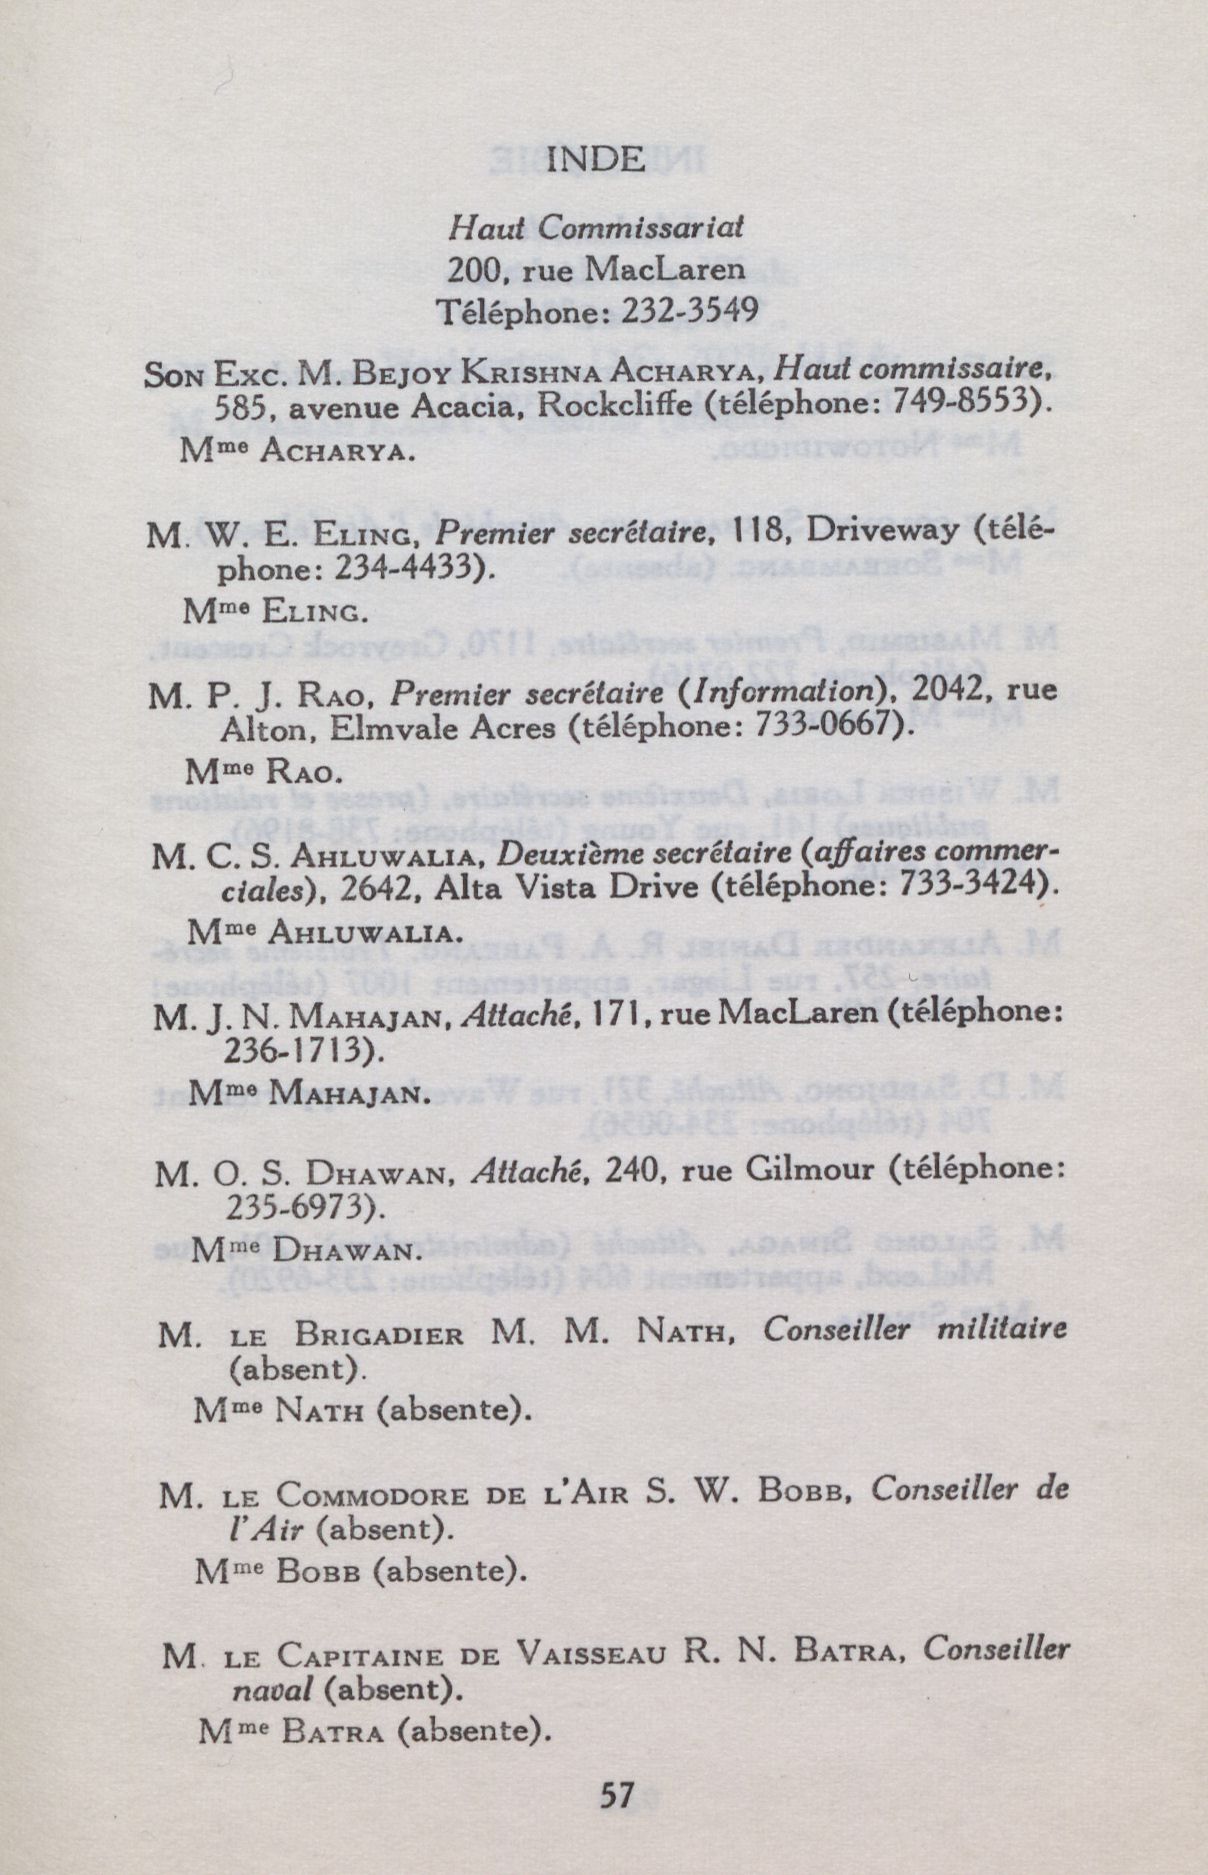 INDE
Haut Commissariat
200, rue MacLaren
Téléphone: 232-3549
SON EXC. M. BEJOY KRISHNA ACHARYA, Haut commissaire,
585, avenue Acacia, Rockcliffe (téléphone: 749-8553).
Mme ACHARYA.
M. W. E. ELING, Premier secrétaire, 118, Driveway (télé-
phone: 234-4433).
Mme ELING.
M. P. J. RAO, Premier secrétaire (Information), 2042, rue
Alton, Elmvale Acres (téléphone: 733-0667).
Mme RAO.
M. C. S. AHLUWALIA, Deuxième secrétaire (affaires commer-
ciales), 2642, Alta Vista Drive (téléphone: 733-3424).
Mme AHLUWALIA.
M. J. N. MAHAJAN, Attaché, 171, rue MacLaren (téléphone:
236-1713).
Mme MAHAJAN.
M. O. S. DHAWAN, Attaché, 240, rue Gilmour (téléphone:
235-6973).
Mme DHAWAN.
M. LE BRIGADIER M. M. NATH, Conseiller militaire
(absent).
Mme NATH (absente).
M. LE COMMODORE DE L'AIR S. W. BOBB, Conseiller de
l'Air (absent).
Mme BOBB (absente).
M. LE CAPITAINE DE VAISSEAU R. N. BATRA, Conseiller
naval (absent).
Mme BATRA (absente).
57